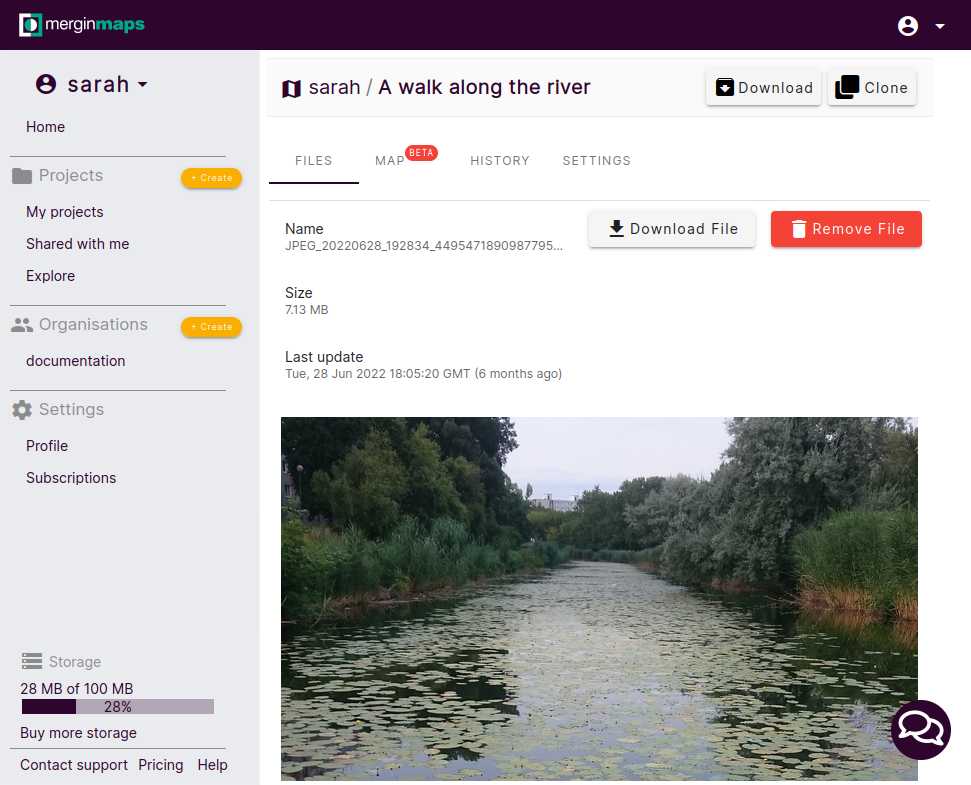 merginmaps
sarah
Home
Projects
+ Create
My projects
Shared with me
Explore
Organisations
+ Create
documentation
Settings
Profile
Subscriptions
Storage
28 MB of 100 MB
28%
Buy more storage
Contact support Pricing Help
sarah / A walk along the river
Download
Clone
FILES MAP BETA HISTORY SETTINGS
Name
JPEG_20220628_192834_4495471890987795...
Download File
Remove File
Size
7.13 MB
Last update
Tue, 28 Jun 2022 18:05:20 GMT (6 months ago)